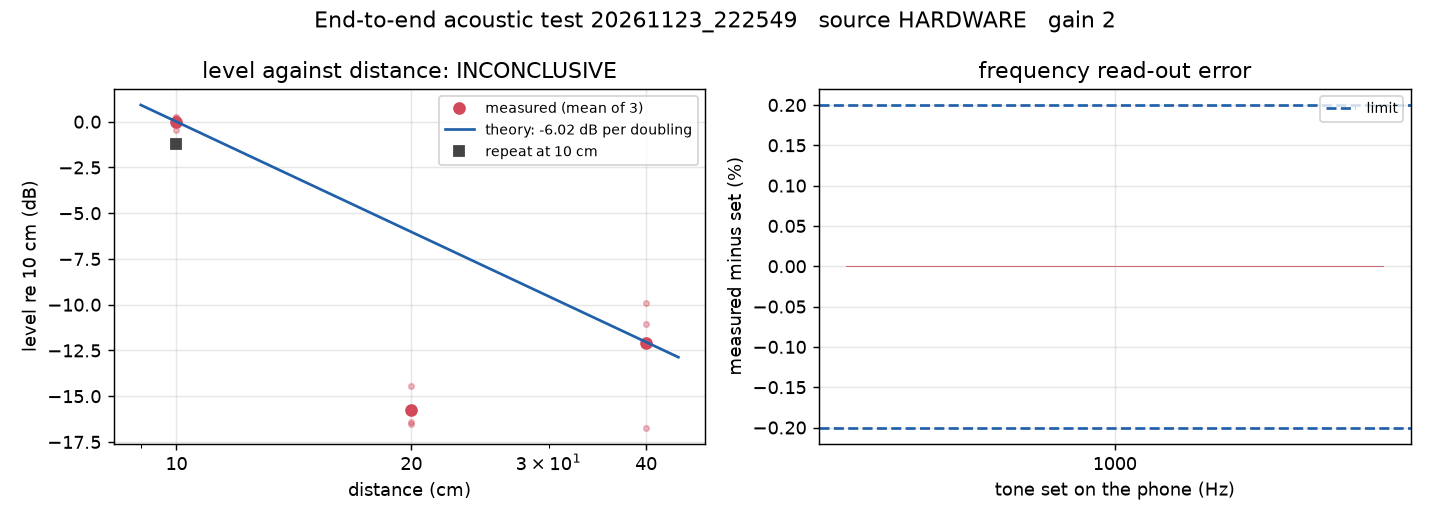 End-to-end acoustic test 20261123_222549   source HARDWARE   gain 2
level against distance: INCONCLUSIVE
level re 10 cm (dB)
0.0
−2.5
−5.0
−7.5
−10.0
−12.5
−15.0
−17.5
measured (mean of 3)
theory: -6.02 dB per doubling
repeat at 10 cm
10
20
3 × 10¹
40
distance (cm)
frequency read-out error
measured minus set (%)
0.20
0.15
0.10
0.05
0.00
−0.05
−0.10
−0.15
−0.20
limit
1000
tone set on the phone (Hz)